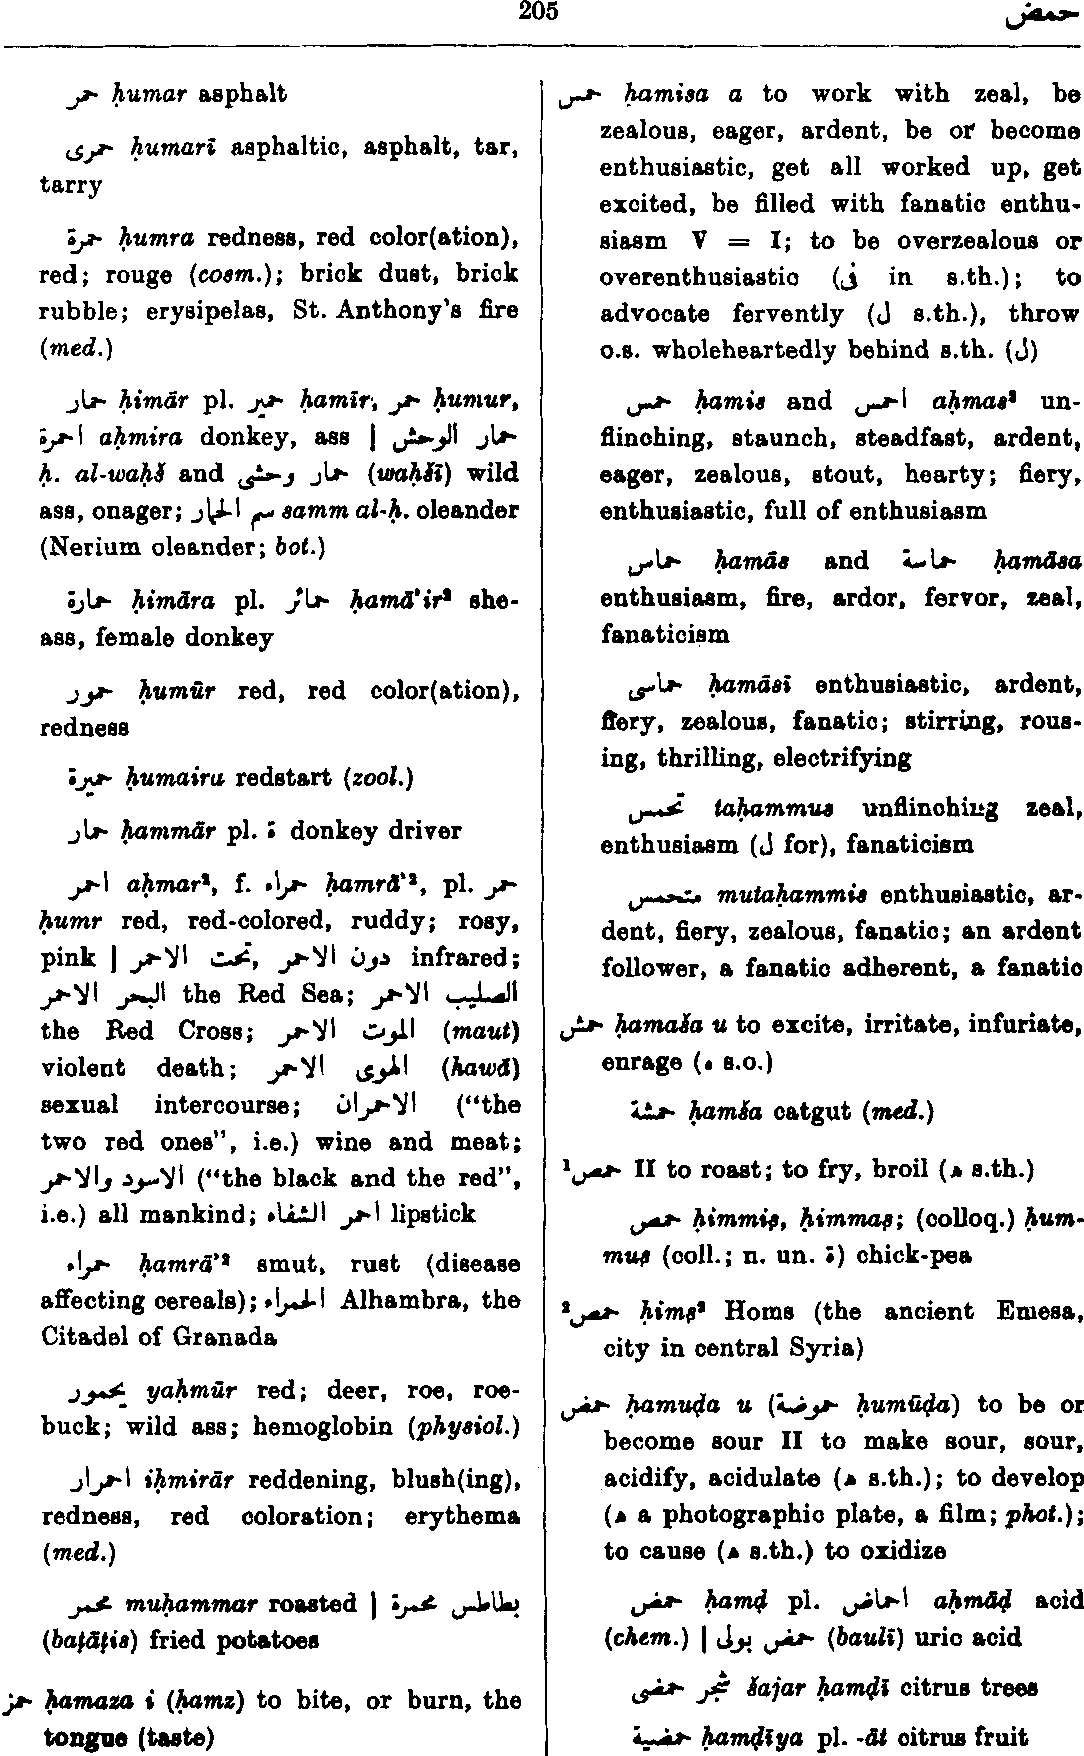 205
حمض
حمر ḥumar asphalt
حمرى ḥumarī asphaltic, asphalt, tar,
tarry
حمرة ḥumra redness, red color(ation),
red; rouge (cosm.); brick dust, brick
rubble; erysipelas, St. Anthony's fire
(med.)
حمار ḥimār pl. حمير ḥamīr, حمر ḥumur,
احمرة aḥmira donkey, ass | حمار الوحش
ḥ. al-waḥš and حمار وحشى (waḥšī) wild
ass, onager; سم الحمار samm al-ḥ. oleander
(Nerium oleander; bot.)
حمارة ḥimāra pl. حمائر ḥamā'ir² she-
ass, female donkey
حمور ḥumūr red, red color(ation),
redness
حميرة ḥumaira redstart (zool.)
حمار ḥammār pl. ة donkey driver
احمر aḥmar², f. حمراء ḥamrā'², pl. حمر
ḥumr red, red-colored, ruddy; rosy,
pink | تحت الاحمر, دون الاحمر infrared;
البحر الاحمر the Red Sea; الصليب الاحمر
the Red Cross; الموت الاحمر (maut)
violent death; الهوى الاحمر (hawā)
sexual intercourse; الاحمران (“the
two red ones”, i.e.) wine and meat;
الاسود والاحمر (“the black and the red”,
i.e.) all mankind; احمر الشفاه lipstick
حمراء ḥamrā'² smut, rust (disease
affecting cereals); الحمراء Alhambra, the
Citadel of Granada
يحمور yaḥmūr red; deer, roe, roe-
buck; wild ass; hemoglobin (physiol.)
احمرار iḥmirār reddening, blush(ing),
redness, red coloration; erythema
(med.)
محمر muḥammar roasted | بطاطس محمرة
(baṭāṭis) fried potatoes
حمز ḥamaza i (ḥamz) to bite, or burn, the
tongue (taste)
حمس ḥamisa a to work with zeal, be
zealous, eager, ardent, be or become
enthusiastic, get all worked up, get
excited, be filled with fanatic enthu-
siasm V = I; to be overzealous or
overenthusiastic (فى in s.th.); to
advocate fervently (ل s.th.), throw
o.s. wholeheartedly behind s.th. (ل)
حمس ḥamis and احمس aḥmas² un-
flinching, staunch, steadfast, ardent,
eager, zealous, stout, hearty; fiery,
enthusiastic, full of enthusiasm
حماس ḥamās and حماسة ḥamāsa
enthusiasm, fire, ardor, fervor, zeal,
fanaticism
حماسى ḥamāsī enthusiastic, ardent,
fiery, zealous, fanatic; stirring, rous-
ing, thrilling, electrifying
تحمس taḥammus unflinching zeal,
enthusiasm (ل for), fanaticism
متحمس mutaḥammis enthusiastic, ar-
dent, fiery, zealous, fanatic; an ardent
follower, a fanatic adherent, a fanatic
حمش ḥamaša u to excite, irritate, infuriate,
enrage (ه s.o.)
حمشة ḥamša catgut (med.)
¹حمص II to roast; to fry, broil (ه s.th.)
حمص ḥimmiṣ, ḥimmaṣ; (colloq.) ḥum-
muṣ (coll.; n. un. ة) chick-pea
²حمص ḥimṣ² Homs (the ancient Emesa,
city in central Syria)
حمض ḥamuḍa u (حموضة ḥumūḍa) to be or
become sour II to make sour, sour,
acidify, acidulate (ه s.th.); to develop
(ه a photographic plate, a film; phot.);
to cause (ه s.th.) to oxidize
حمض ḥamḍ pl. احماض aḥmāḍ acid
(chem.) | حمض بولى (baulī) uric acid
شجر حمضى šajar ḥamḍī citrus trees
حمضية ḥamḍīya pl. -āt citrus fruit